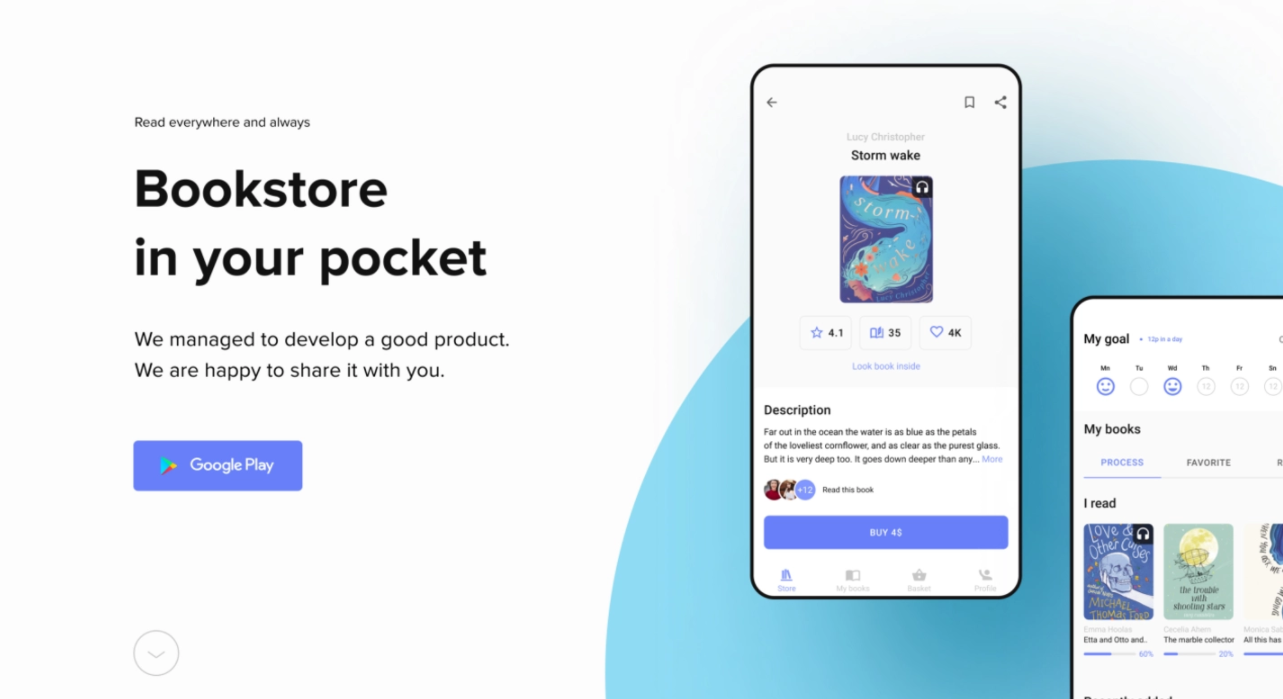 Read everywhere and always
Bookstore
in your pocket
We managed to develop a good product.
We are happy to share it with you.
Google Play
Lucy Christopher
Storm wake
storm-
wake
Lucy Christopher
4.1
35
4K
Look book inside
Description
Far out in the ocean the water is as blue as the petals
of the loveliest cornflower, and as clear as the purest glass.
But it is very deep too. It goes down deeper than any... More
+12
Read this book
BUY 4$
Store
My books
Basket
Profile
My goal
12p in a day
Mn
Tu
Wd
Th
Fr
Sn
12
12
12
My books
PROCESS
FAVORITE
R
I read
Love &
Other Curses
MICHAEL
THOMAS FORD
the trouble
with
shooting stars
Emma Hooles
Cecelia Ahern
Monica Sab
Etta and Otto and..
The marble collector
All this has
60%
20%